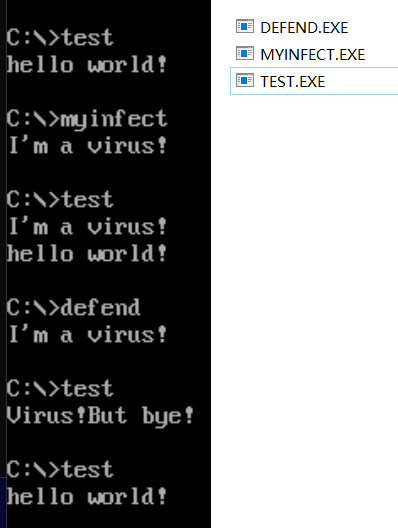 C:\>test
hello world!
C:\>myinfect
I'm a virus!
C:\>test
I'm a virus!
hello world!
C:\>defend
I'm a virus!
C:\>test
Virus!But bye!
C:\>test
hello world!
DEFEND.EXE
MYINFECT.EXE
TEST.EXE